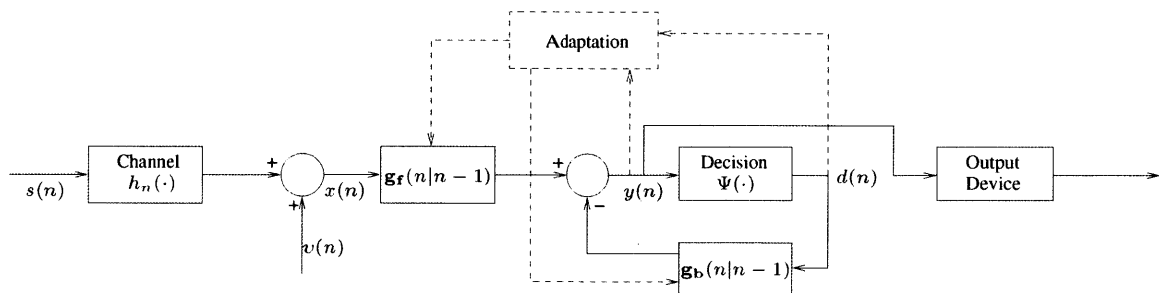 Adaptation
Channel
h_n(·)
s(n)
+
+
x(n)
υ(n)
g_f(n|n − 1)
+
−
y(n)
Decision
Ψ(·)
d(n)
g_b(n|n − 1)
Output
Device